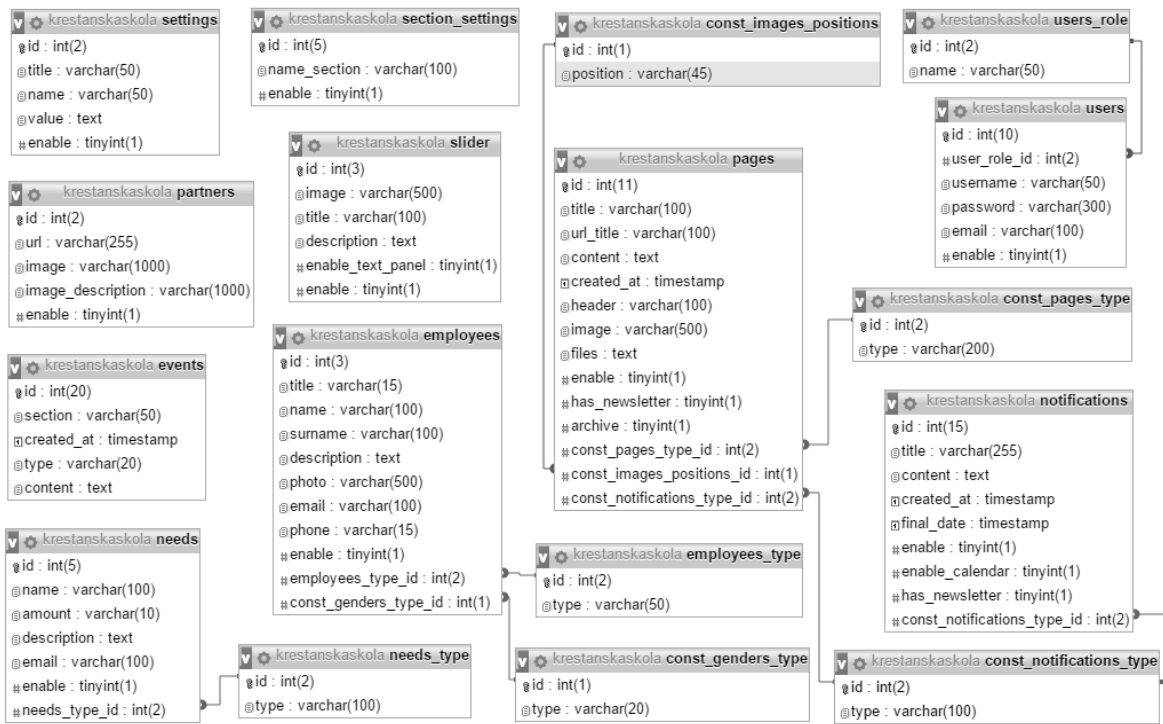 krestanskaskola settings
id : int(2)
title : varchar(50)
name : varchar(50)
value : text
enable : tinyint(1)
krestanskaskola section_settings
id : int(5)
name_section : varchar(100)
enable : tinyint(1)
krestanskaskola const_images_positions
id : int(1)
position : varchar(45)
krestanskaskola users_role
id : int(2)
name : varchar(50)
krestanskaskola users
id : int(10)
user_role_id : int(2)
username : varchar(50)
password : varchar(300)
email : varchar(100)
enable : tinyint(1)
krestanskaskola slider
id : int(3)
image : varchar(500)
title : varchar(100)
description : text
enable_text_panel : tinyint(1)
enable : tinyint(1)
krestanskaskola pages
id : int(11)
title : varchar(100)
url_title : varchar(100)
content : text
created_at : timestamp
header : varchar(100)
image : varchar(500)
files : text
enable : tinyint(1)
has_newsletter : tinyint(1)
archive : tinyint(1)
const_pages_type_id : int(2)
const_images_positions_id : int(1)
const_notifications_type_id : int(2)
krestanskaskola partners
id : int(2)
url : varchar(255)
image : varchar(1000)
image_description : varchar(1000)
enable : tinyint(1)
krestanskaskola const_pages_type
id : int(2)
type : varchar(200)
krestanskaskola employees
id : int(3)
title : varchar(15)
name : varchar(100)
surname : varchar(100)
description : text
photo : varchar(500)
email : varchar(100)
phone : varchar(15)
enable : tinyint(1)
employees_type_id : int(2)
const_genders_type_id : int(1)
krestanskaskola events
id : int(20)
section : varchar(50)
created_at : timestamp
type : varchar(20)
content : text
krestanskaskola notifications
id : int(15)
title : varchar(255)
content : text
created_at : timestamp
final_date : timestamp
enable : tinyint(1)
enable_calendar : tinyint(1)
has_newsletter : tinyint(1)
const_notifications_type_id : int(2)
krestanskaskola needs
id : int(5)
name : varchar(100)
amount : varchar(10)
description : text
email : varchar(100)
enable : tinyint(1)
needs_type_id : int(2)
krestanskaskola employees_type
id : int(2)
type : varchar(50)
krestanskaskola needs_type
id : int(2)
type : varchar(100)
krestanskaskola const_genders_type
id : int(1)
type : varchar(20)
krestanskaskola const_notifications_type
id : int(2)
type : varchar(100)